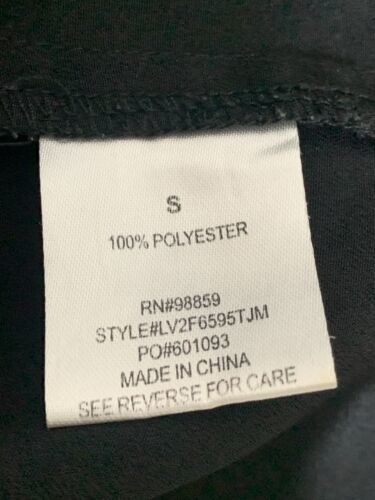 S
100% POLYESTER
RN#98859
STYLE#LV2F6595TJM
PO#601093
MADE IN CHINA
SEE REVERSE FOR CARE